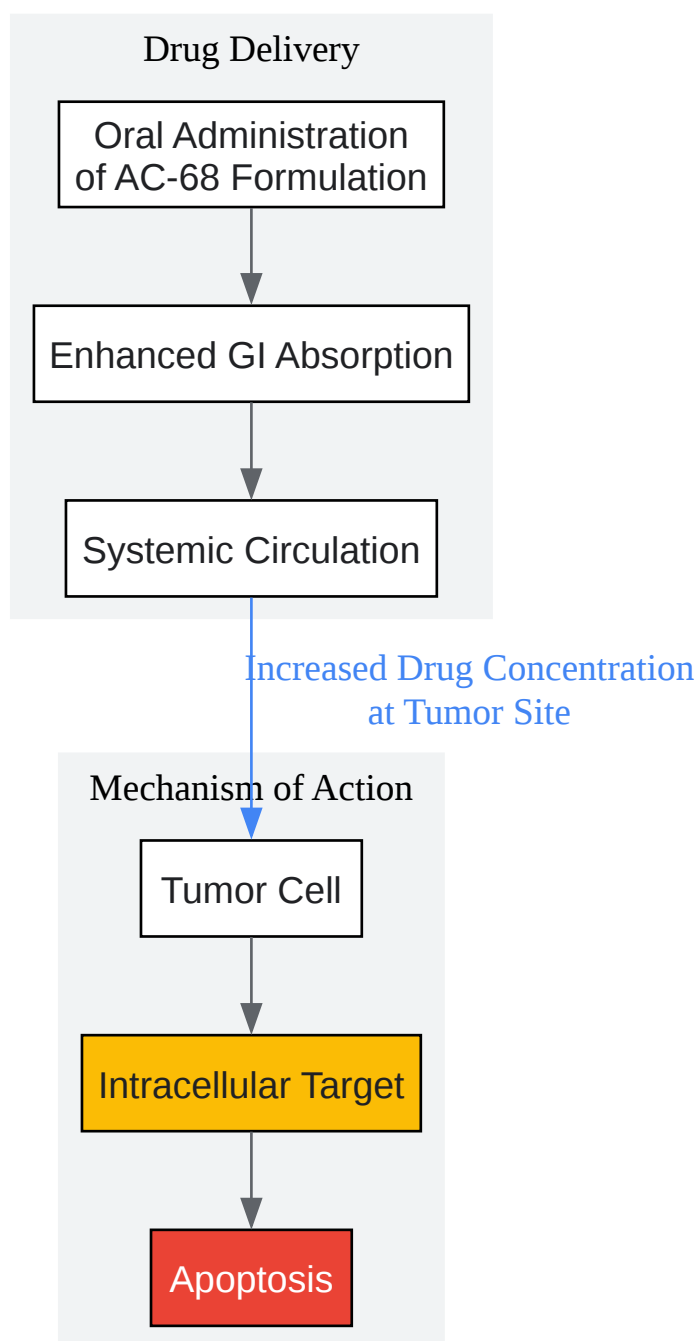 Drug Delivery
Oral Administration
of AC-68 Formulation
Enhanced GI Absorption
Systemic Circulation
Increased Drug Concentration
at Tumor Site
Mechanism of Action
Tumor Cell
Intracellular Target
Apoptosis